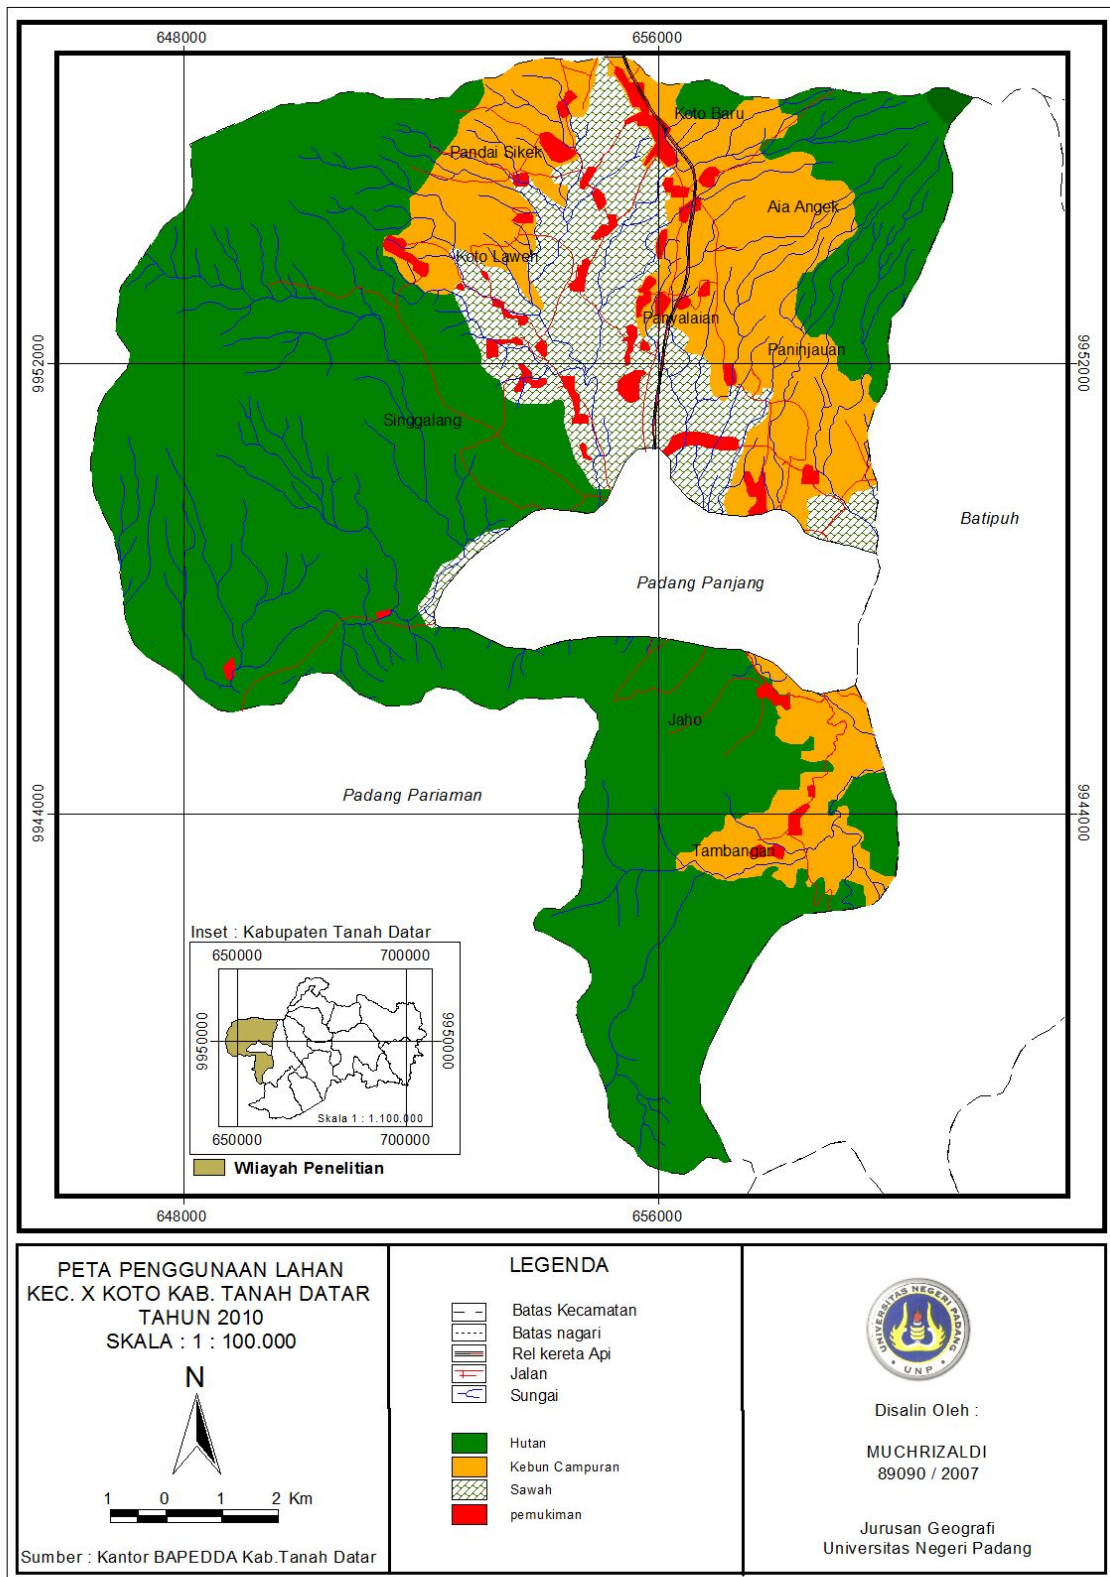 648000
656000
Koto Baru
Pandai Sikek
Aia Angek
Koto Laweh
Panyalaian
Paninjauan
9952000
9952000
Singgalang
Batipuh
Padang Panjang
Jaho
Padang Pariaman
9944000
9944000
Tambangan
Inset : Kabupaten Tanah Datar
650000
700000
9950000
9950000
Skala 1 : 1.100.000
650000
700000
WIiayah Penelitian
648000
656000
PETA PENGGUNAAN LAHAN
KEC. X KOTO KAB. TANAH DATAR
TAHUN 2010
SKALA : 1 : 100.000
N
1 0 1 2 Km
Sumber : Kantor BAPEDDA Kab.Tanah Datar
LEGENDA
Batas Kecamatan
Batas nagari
Rel kereta Api
Jalan
Sungai
Hutan
Kebun Campuran
Sawah
pemukiman
UNIVERSITAS NEGERI PADANG
UNP
Disalin Oleh :
MUCHRIZALDI
89090 / 2007
Jurusan Geografi
Universitas Negeri Padang